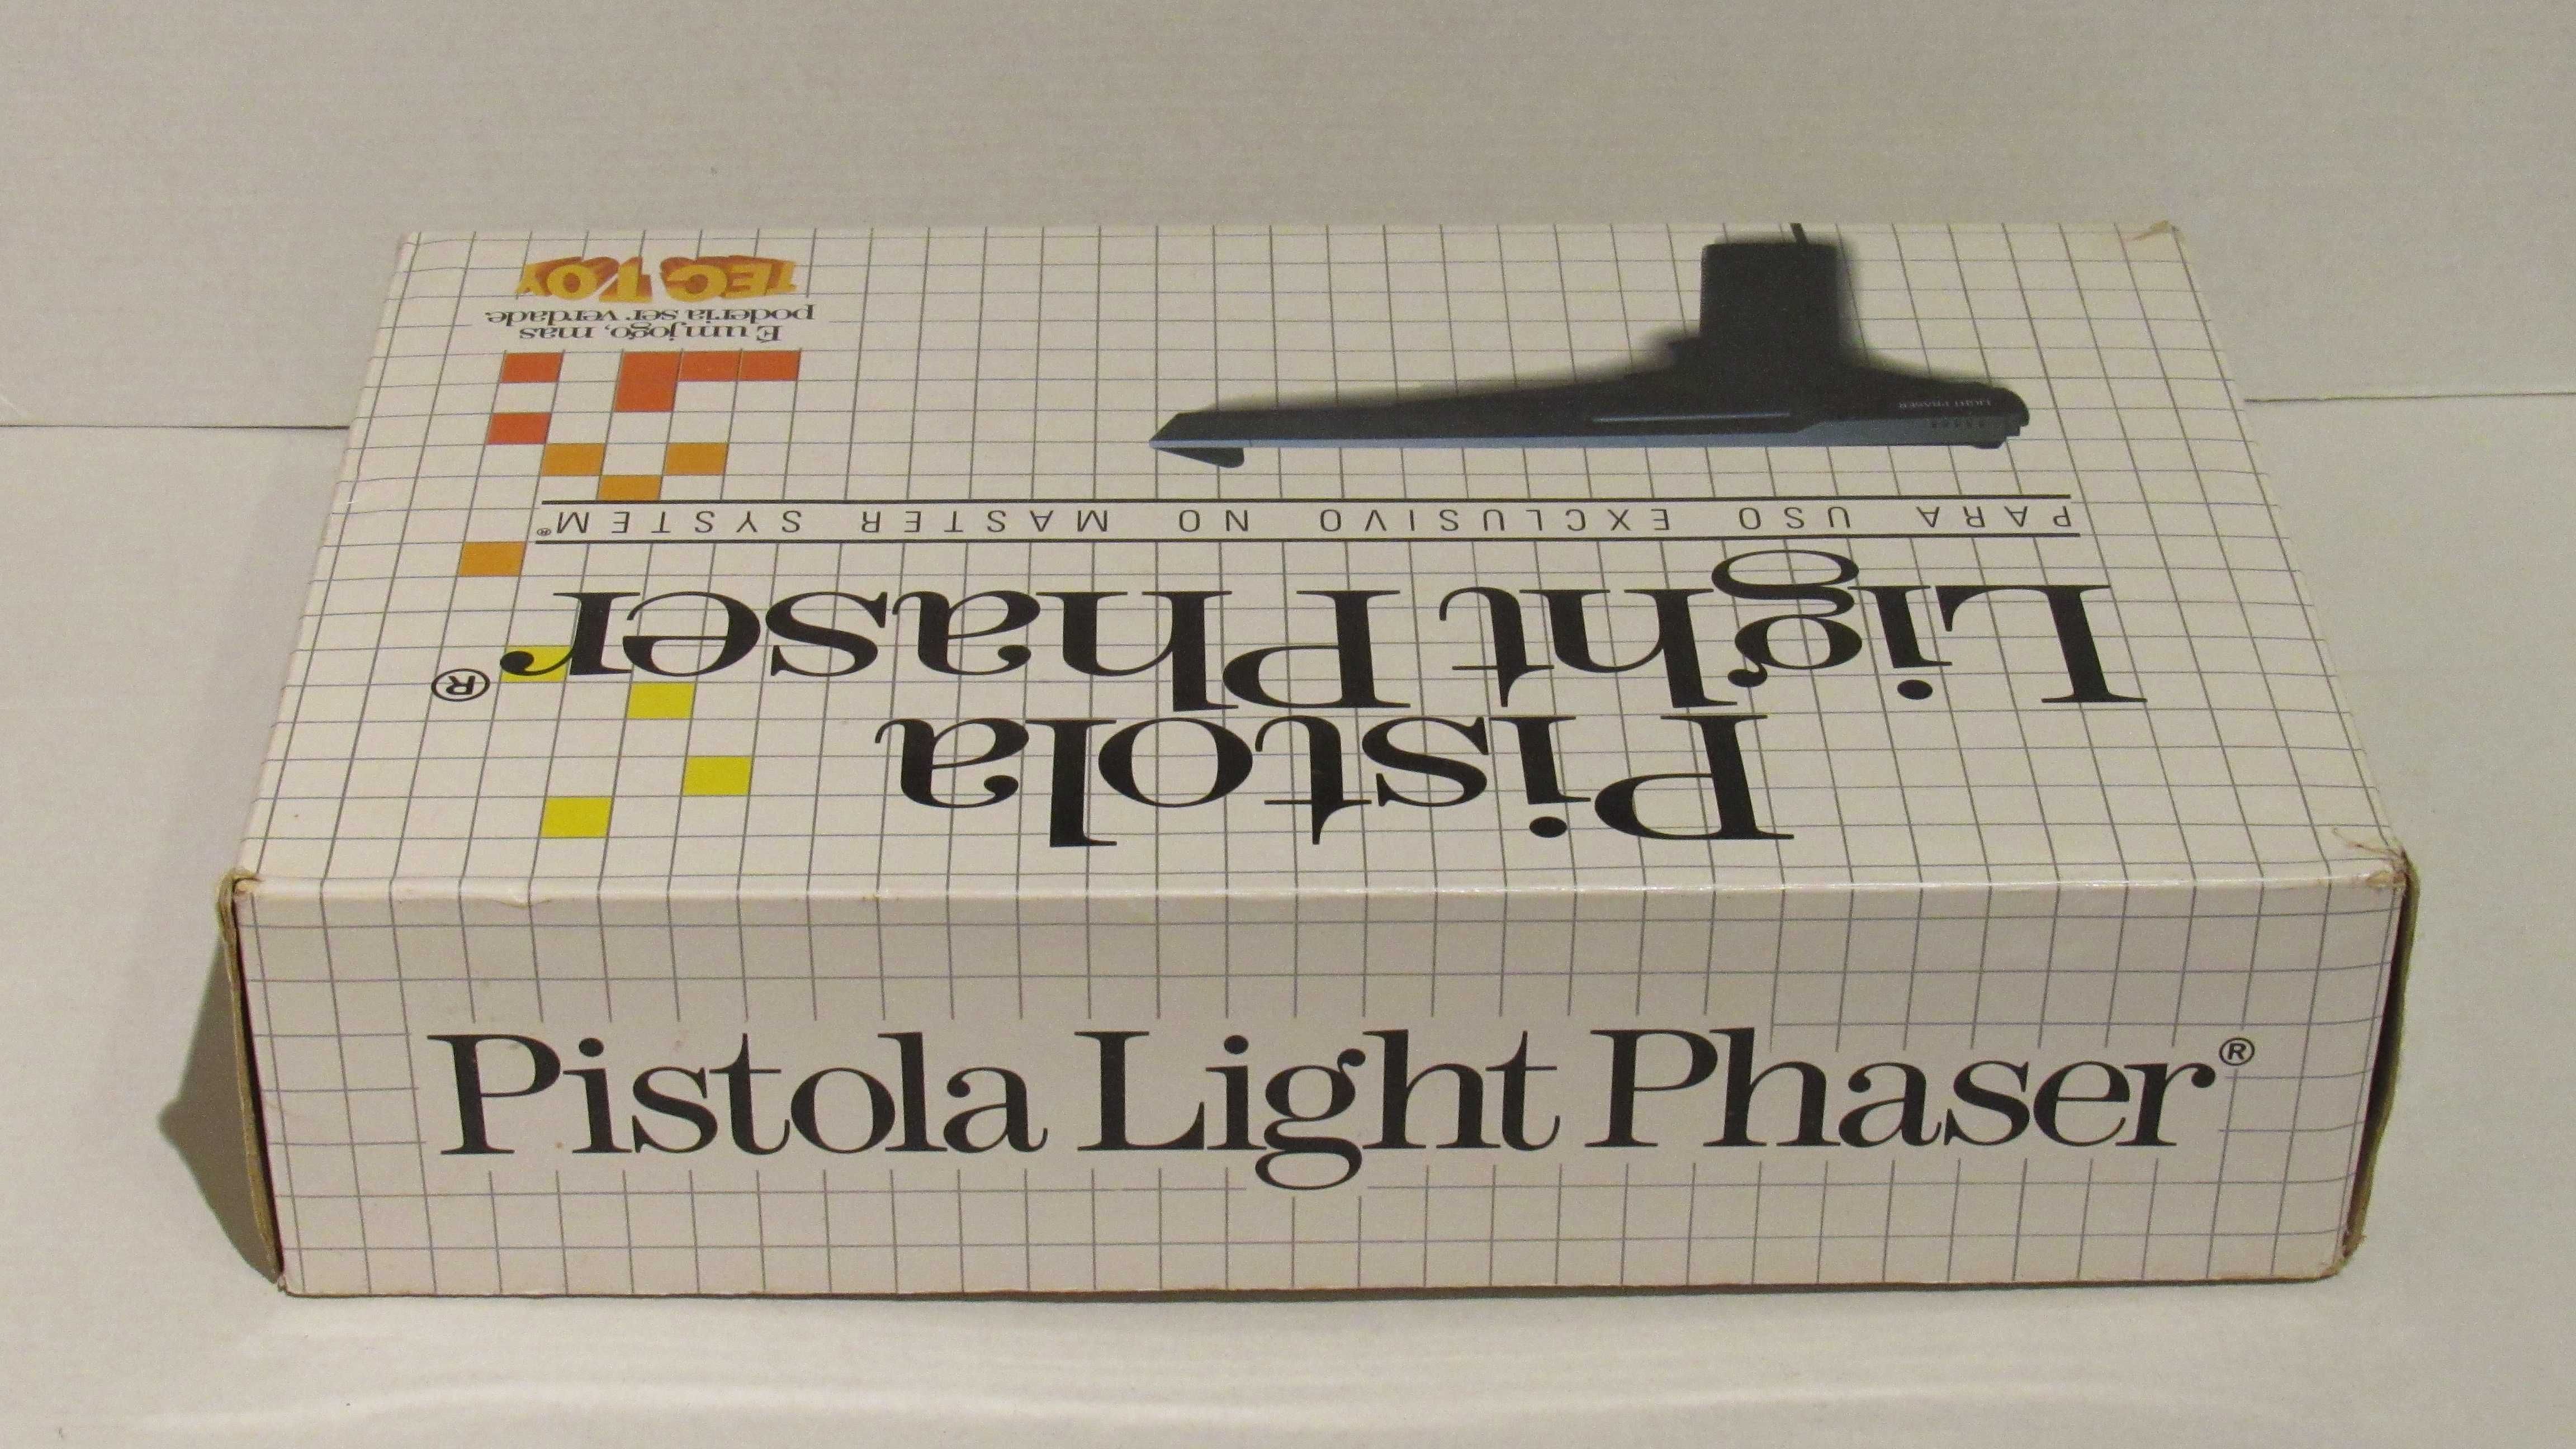 Pistola
Light Phaser®
PARA USO EXCLUSIVO NO MASTER SYSTEM®
LIGHT PHASER
É um jogo, mas
poderia ser verdade.
TEC TOY
Pistola Light Phaser®